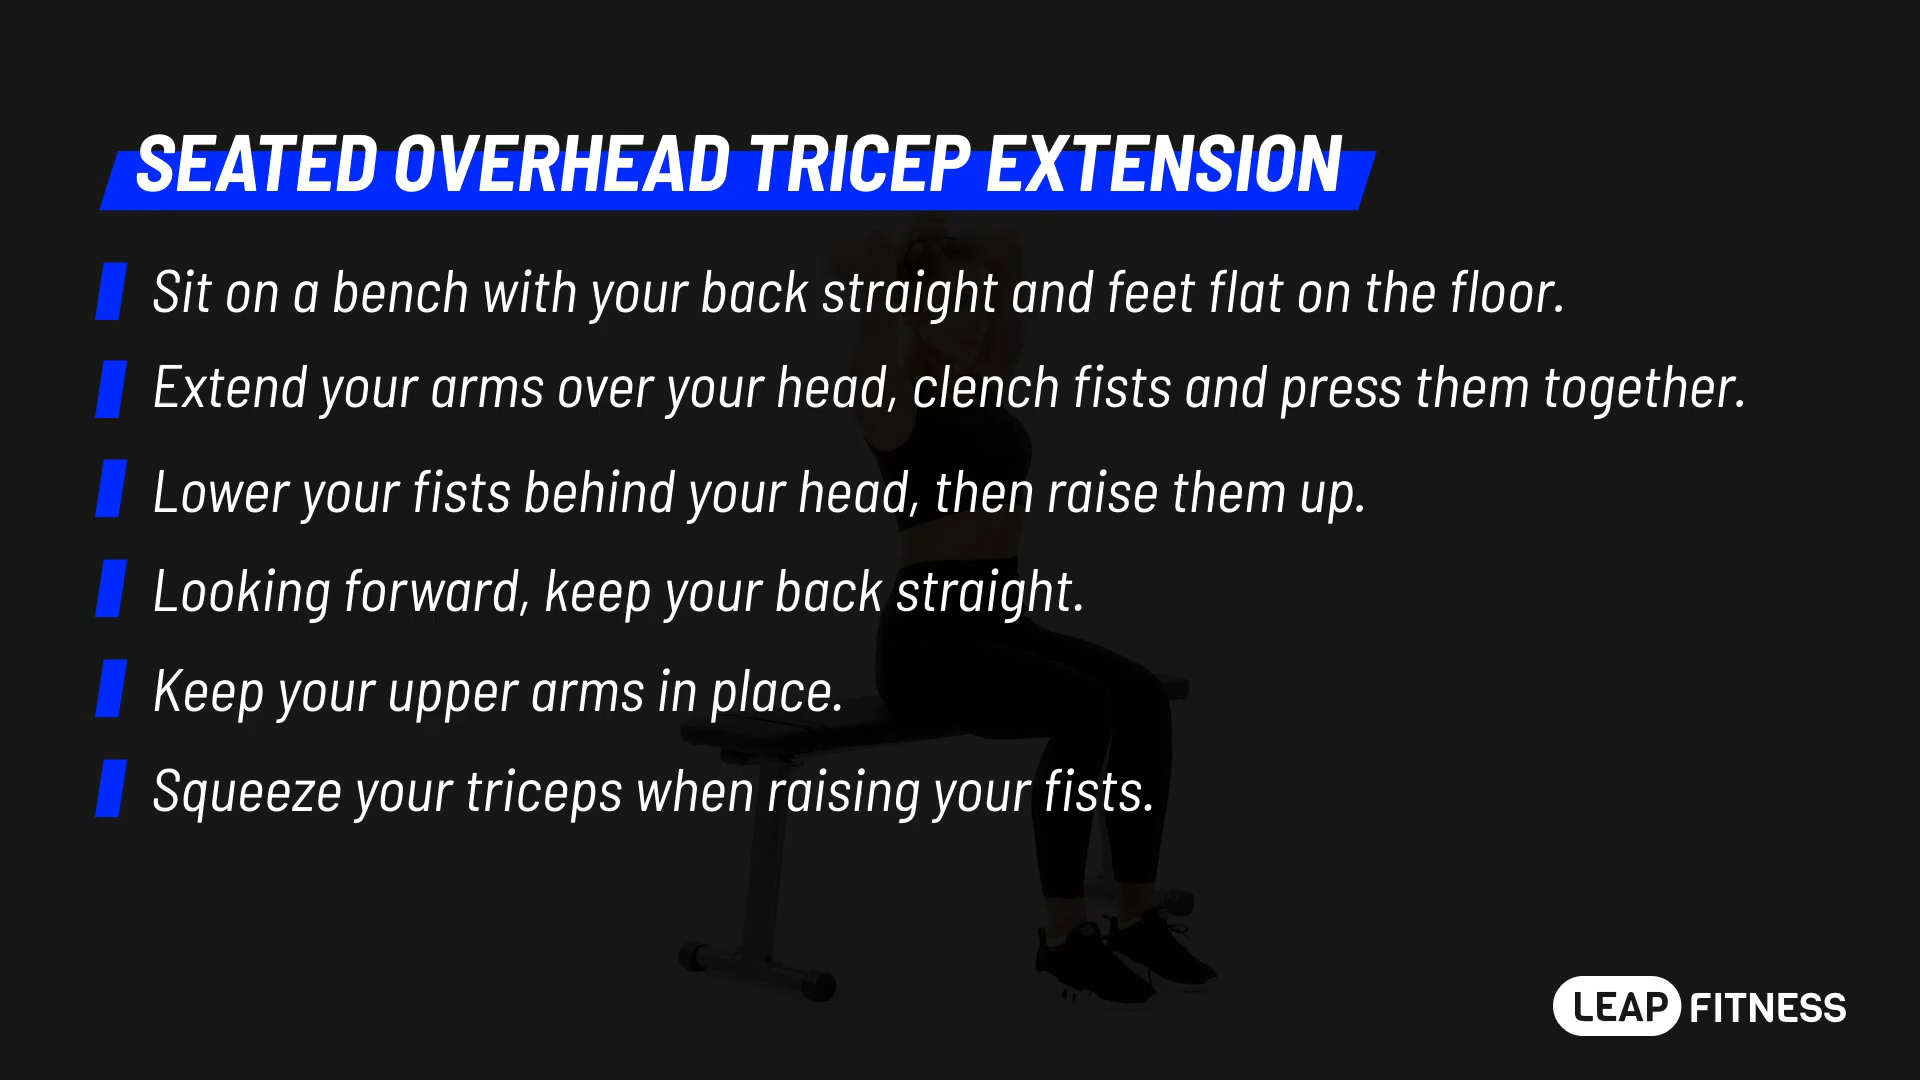 SEATED OVERHEAD TRICEP EXTENSION
Sit on a bench with your back straight and feet flat on the floor.
Extend your arms over your head, clench fists and press them together.
Lower your fists behind your head, then raise them up.
Looking forward, keep your back straight.
Keep your upper arms in place.
Squeeze your triceps when raising your fists.
LEAP FITNESS